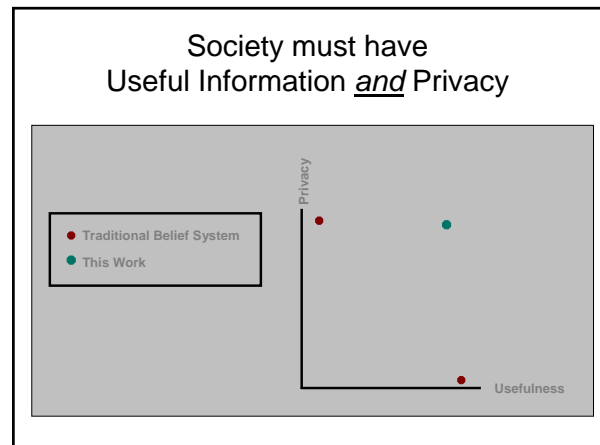 Society must have
Useful Information and Privacy
Privacy
Traditional Belief System
This Work
Usefulness